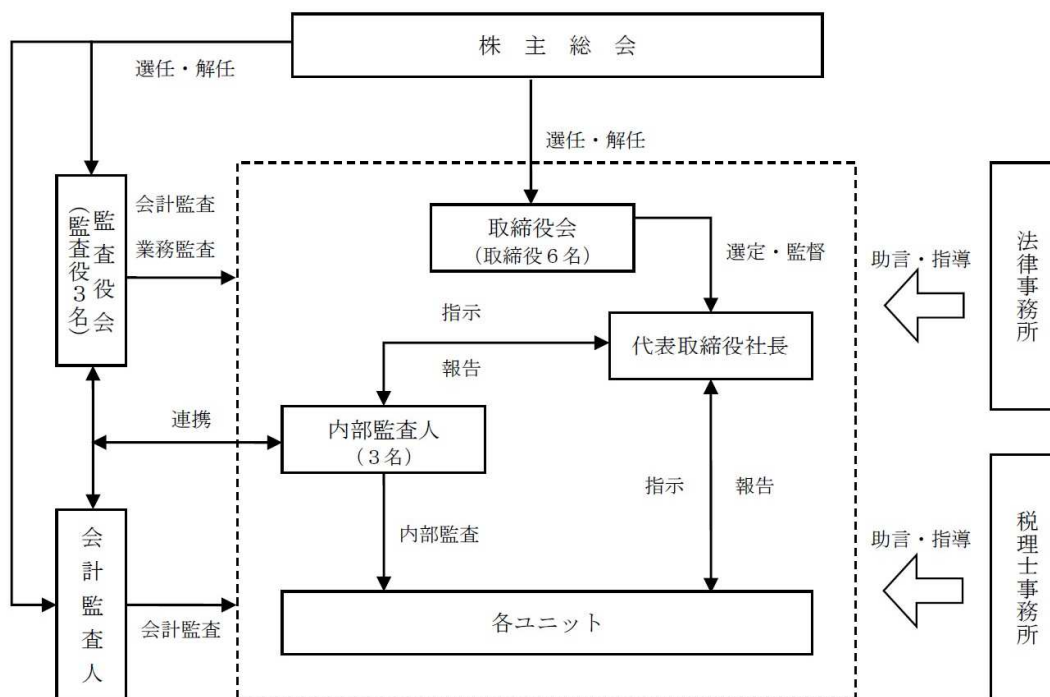 株主総会
選任・解任
選任・解任
監査役会
(監査役3名)
会計監査
業務監査
取締役会
(取締役6名)
選定・監督
助言・指導
法律事務所
指示
報告
代表取締役社長
連携
内部監査人
(3名)
指示
報告
内部監査
助言・指導
税理士事務所
会計監査人
会計監査
各ユニット